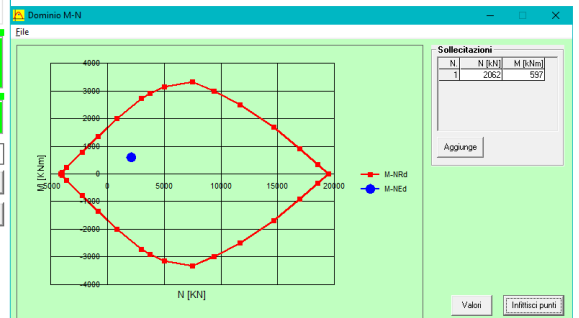 Dominio M-N
File
4000
3000
2000
1000
0
-1000
-2000
-3000
-4000
-5000 0 5000 10000 15000 20000
M [KNm]
N [KN]
M-NRd
M-NEd
Sollecitazioni
N. N [kN] M [kNm]
1 2062 597
Aggiunge
Valori
Infittisci punti